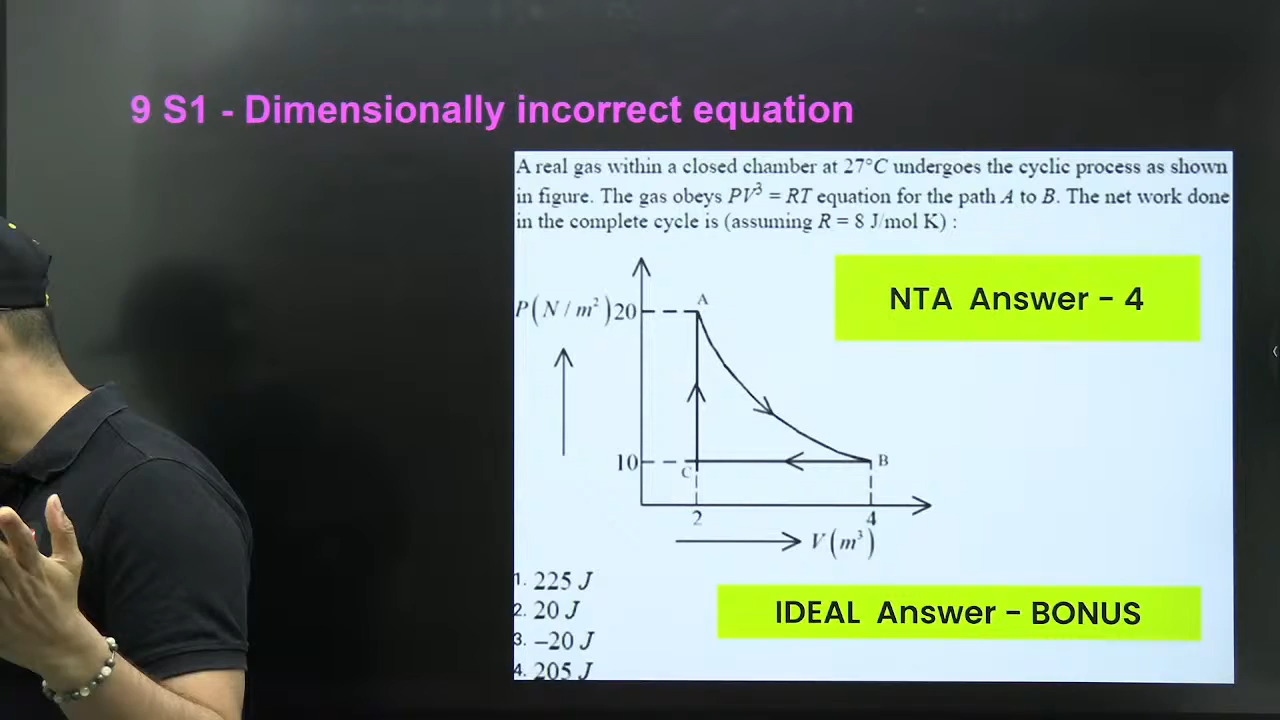 9 S1 - Dimensionally incorrect equation
A real gas within a closed chamber at 27°C undergoes the cyclic process as shown
in figure. The gas obeys PV³ = RT equation for the path A to B. The net work done
in the complete cycle is (assuming R = 8 J/mol K) :
NTA Answer - 4
P(N/m²)20
A
10
C
B
2
4
V(m³)
1. 225 J
2. 20 J
3. –20 J
4. 205 J
IDEAL Answer - BONUS